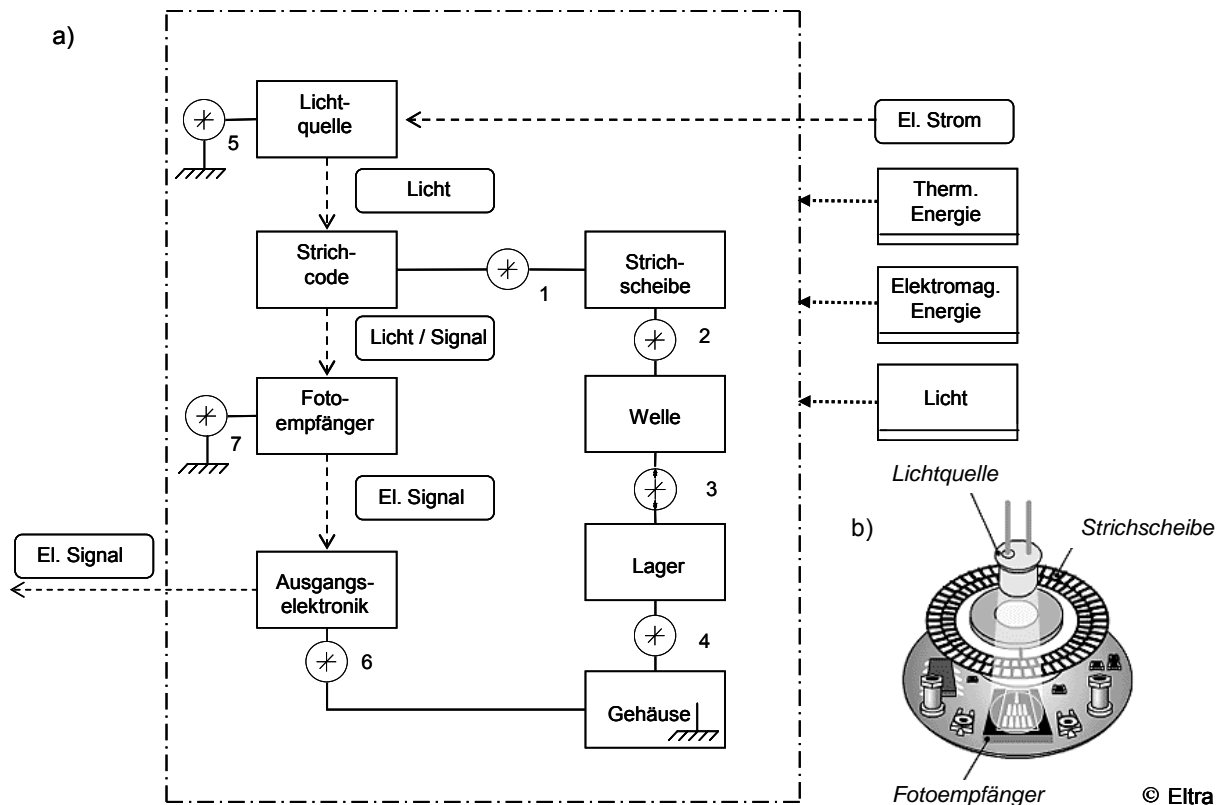 a)
Licht-
quelle
5
El. Strom
Licht
Therm.
Energie
Strich-
code
1
Strich-
scheibe
Elektromag.
Energie
Licht / Signal
2
Foto-
empfänger
7
Welle
Licht
El. Signal
3
Lichtquelle
b)
Strichscheibe
El. Signal
Ausgangs-
elektronik
Lager
6
4
Gehäuse
Fotoempfänger
© Eltra